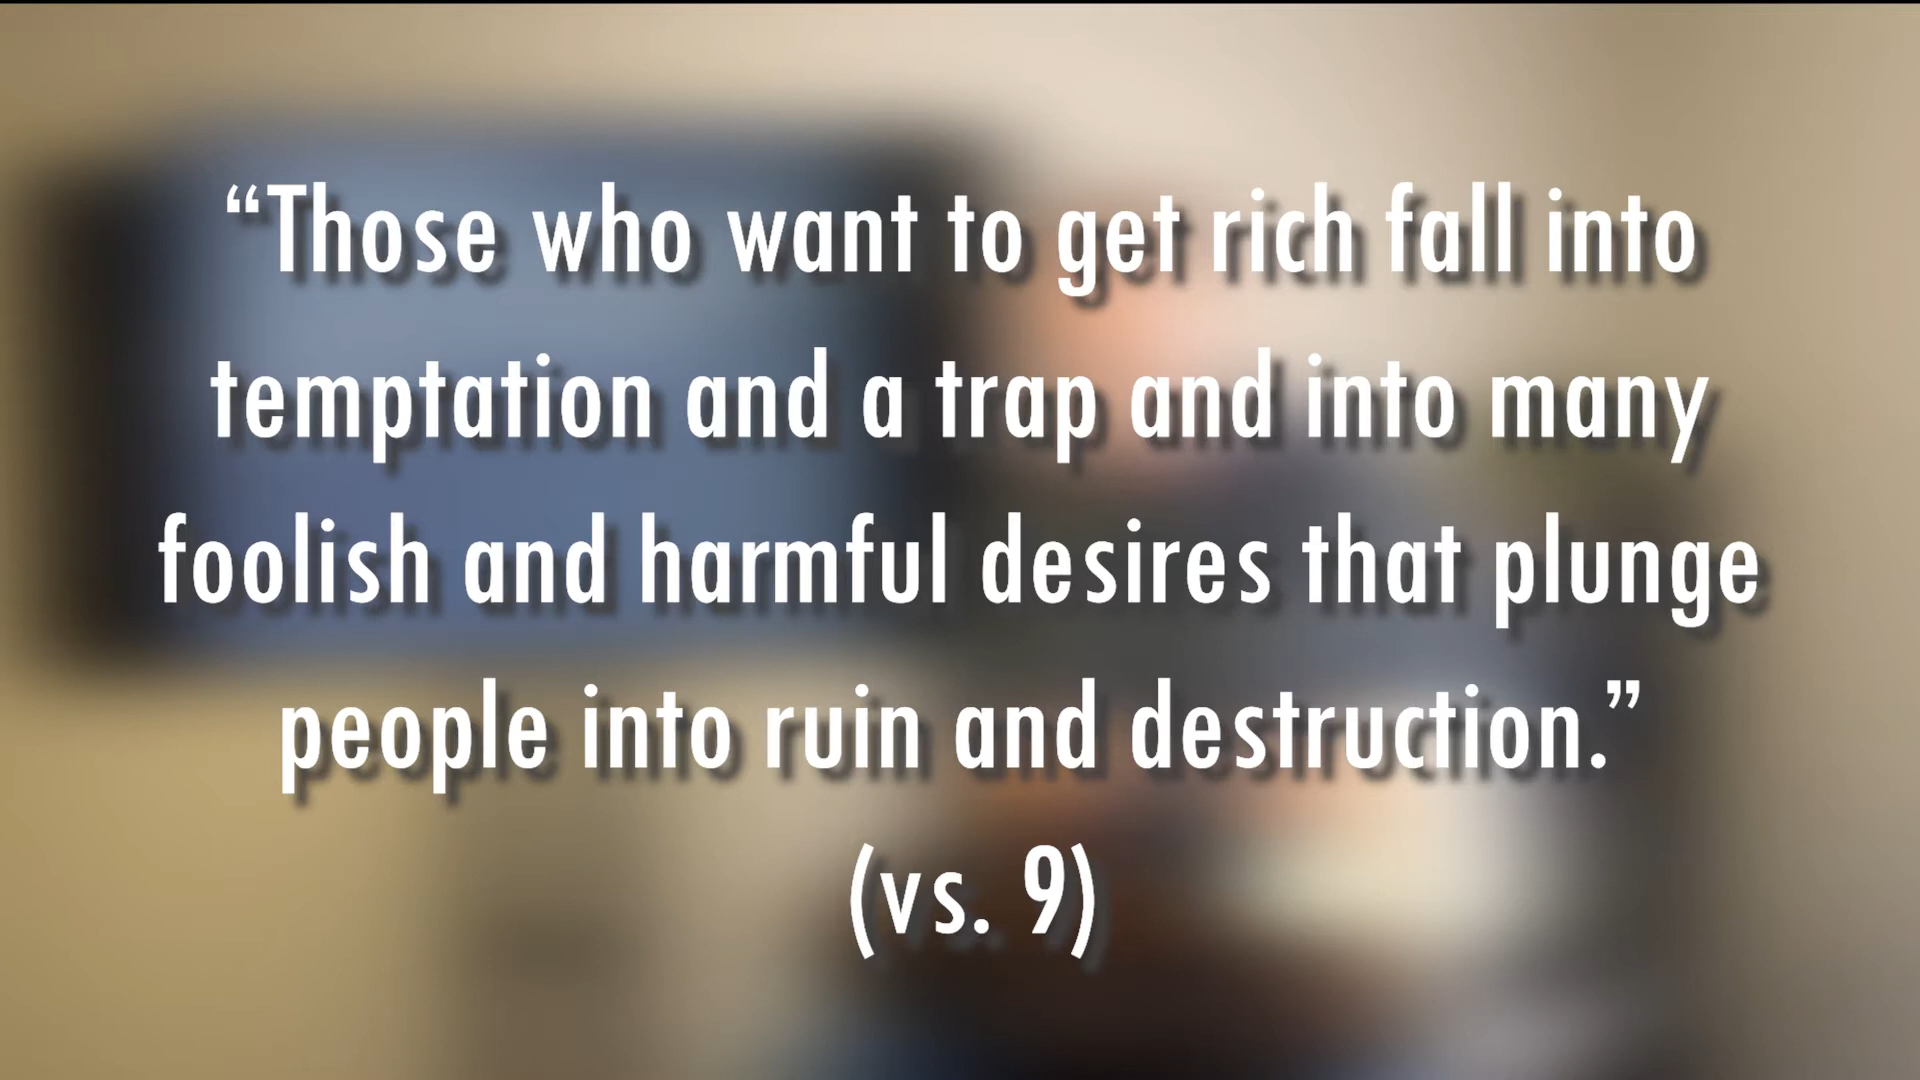 “Those who want to get rich fall into
temptation and a trap and into many
foolish and harmful desires that plunge
people into ruin and destruction.”
(vs. 9)